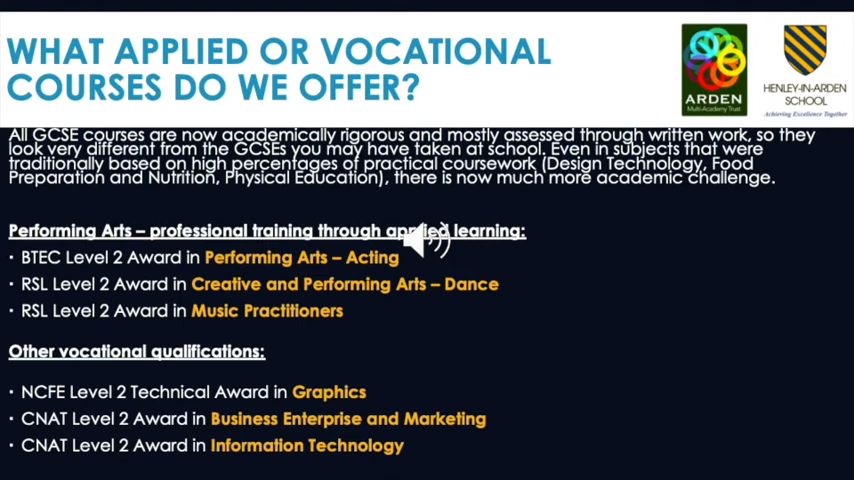 WHAT APPLIED OR VOCATIONAL
COURSES DO WE OFFER?
ARDEN
Multi-Academy Trust
HENLEY-IN-ARDEN
SCHOOL
Achieving Excellence Together
All GCSE courses are now academically rigorous and mostly assessed through written work, so they
look very different from the GCSEs you may have taken at school. Even in subjects that were
traditionally based on high percentages of practical coursework (Design Technology, Food
Preparation and Nutrition, Physical Education), there is now much more academic challenge.
Performing Arts – professional training through applied learning:
· BTEC Level 2 Award in Performing Arts – Acting
· RSL Level 2 Award in Creative and Performing Arts – Dance
· RSL Level 2 Award in Music Practitioners
Other vocational qualifications:
· NCFE Level 2 Technical Award in Graphics
· CNAT Level 2 Award in Business Enterprise and Marketing
· CNAT Level 2 Award in Information Technology